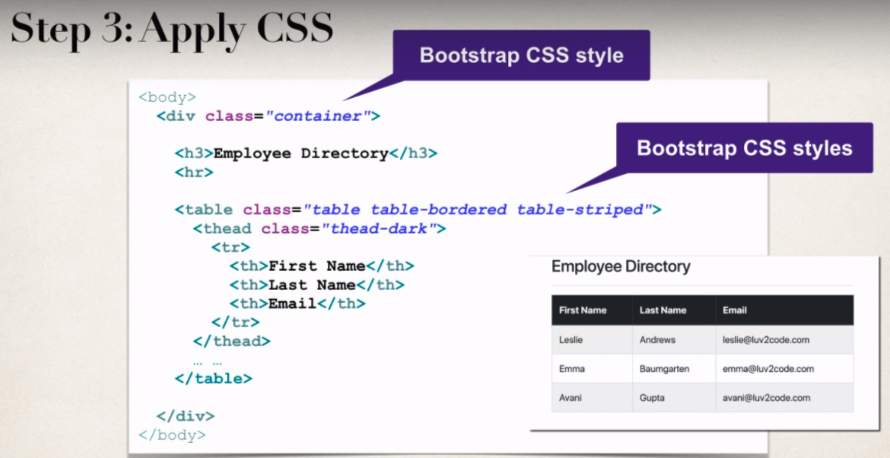 Step 3: Apply CSS
Bootstrap CSS style
<body>
<div class="container">
<h3>Employee Directory</h3>
<hr>
Bootstrap CSS styles
<table class="table table-bordered table-striped">
<thead class="thead-dark">
<tr>
<th>First Name</th>
<th>Last Name</th>
<th>Email</th>
</tr>
</thead>
... ...
</table>
</div>
</body>
Employee Directory
First Name Last Name Email
Leslie Andrews leslie@luv2code.com
Emma Baumgarten emma@luv2code.com
Avani Gupta avani@luv2code.com